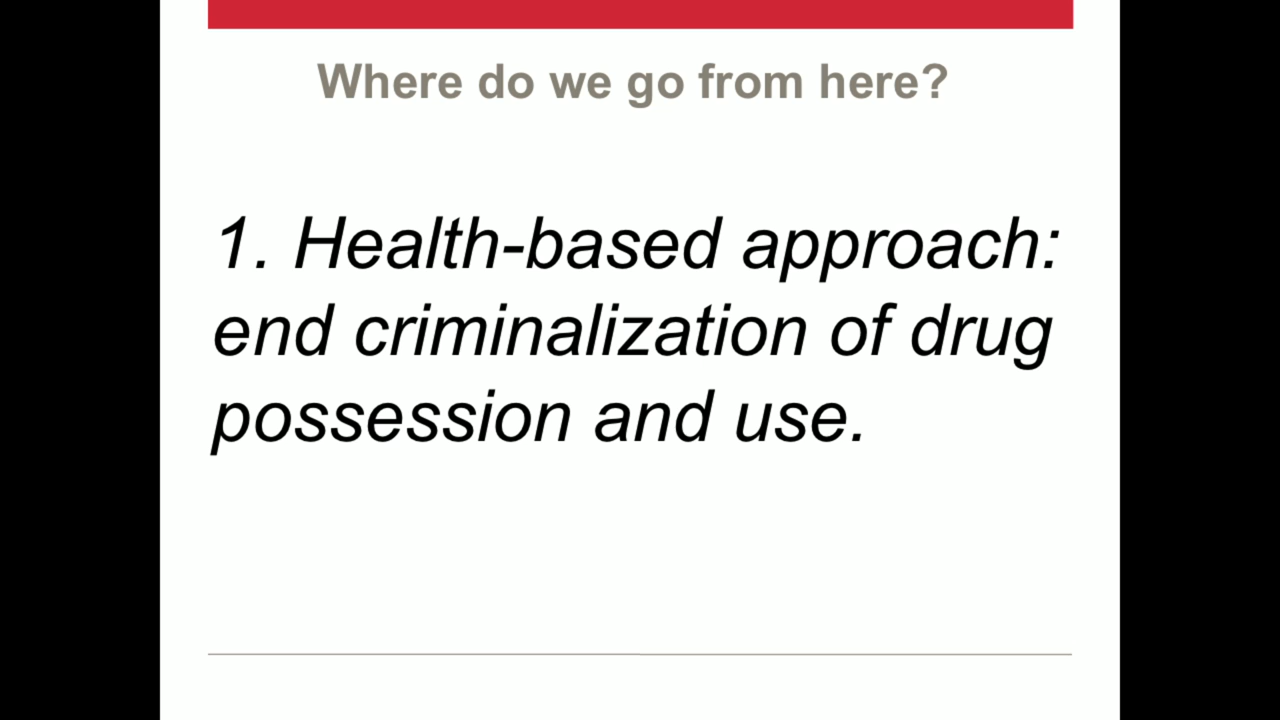 Where do we go from here?
1. Health-based approach:
end criminalization of drug
possession and use.